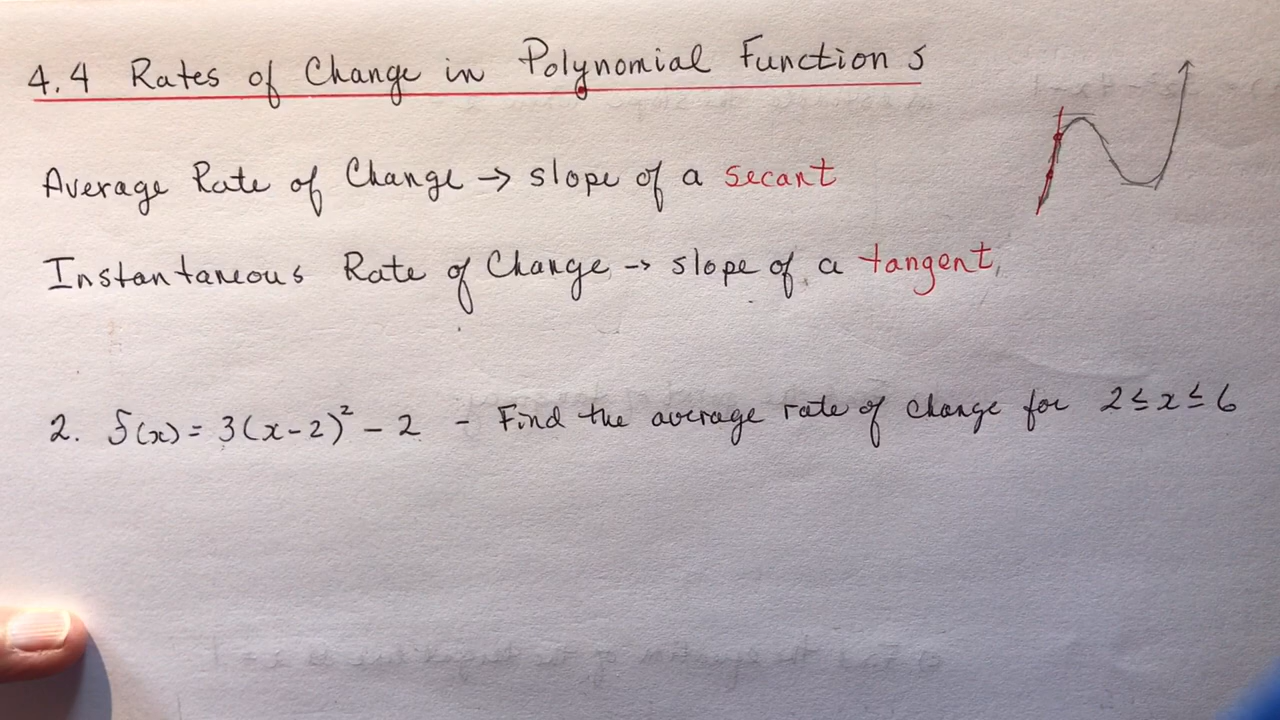 4.4 Rates of Change in Polynomial Functions
Average Rate of Change → slope of a secant
Instantaneous Rate of Change → slope of a tangent.
2. f(x) = 3(x-2)² - 2 - Find the average rate of change for 2 ≤ x ≤ 6